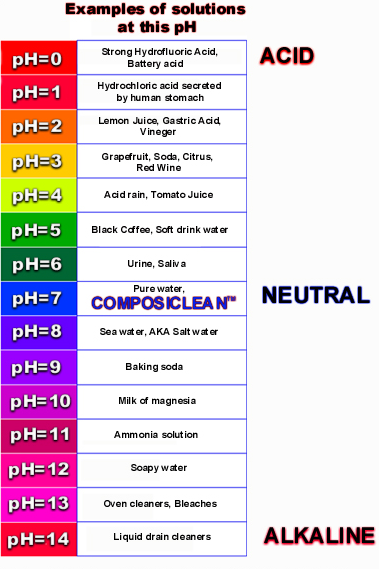 Examples of solutions
at this pH
pH=0
Strong Hydrofluoric Acid,
Battery acid
ACID
pH=1
Hydrochloric acid secreted
by human stomach
pH=2
Lemon Juice, Gastric Acid,
Vineger
pH=3
Grapefruit, Soda, Citrus,
Red Wine
pH=4
Acid rain, Tomato Juice
pH=5
Black Coffee, Soft drink water
pH=6
Urine, Saliva
pH=7
Pure water,
COMPOSICLEAN™
NEUTRAL
pH=8
Sea water, AKA Salt water
pH=9
Baking soda
pH=10
Milk of magnesia
pH=11
Ammonia solution
pH=12
Soapy water
pH=13
Oven cleaners, Bleaches
pH=14
Liquid drain cleaners
ALKALINE